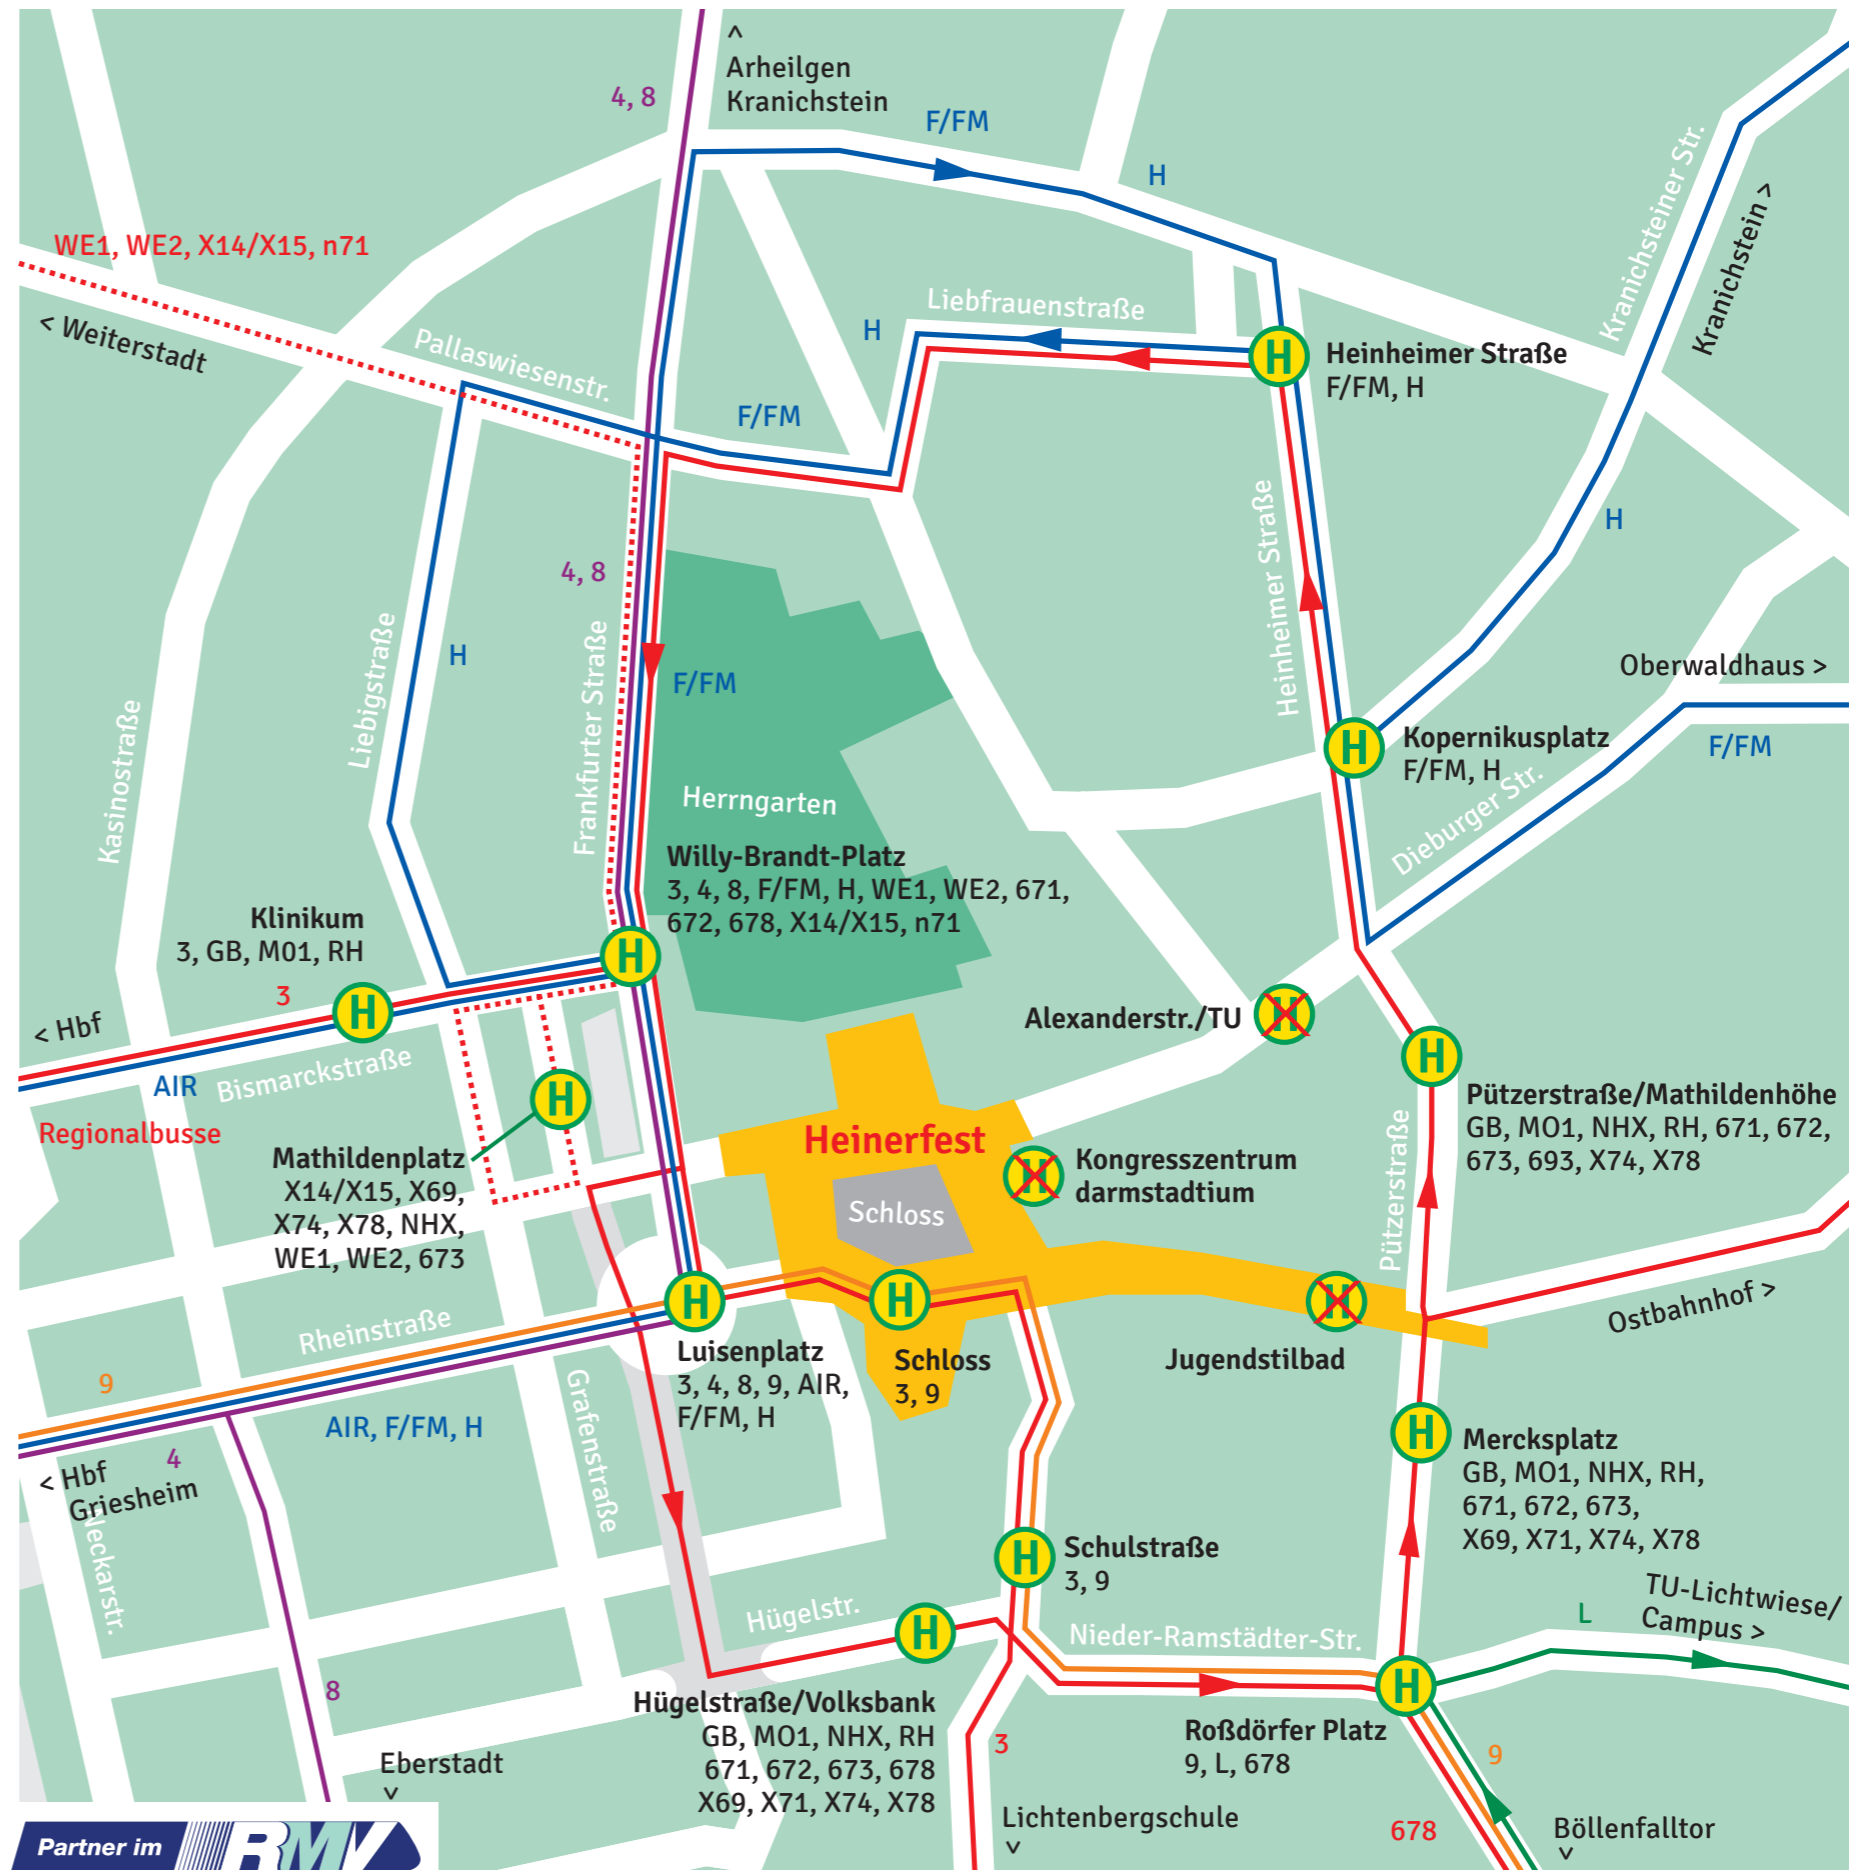 ^
Arheilgen
Kranichstein
4, 8
F/FM
H
Kranichsteiner Str.
Kranichstein >
WE1, WE2, X14/X15, n71
< Weiterstadt
Pallaswiesenstr.
Liebfrauenstraße
H
F/FM
H
Heinheimer Straße
F/FM, H
H
4, 8
Heinheimer Straße
Liebigstraße
H
Frankfurter Straße
F/FM
Kasinostraße
Oberwaldhaus >
F/FM
H
Kopernikusplatz
F/FM, H
Dieburger Str.
Herrngarten
Willy-Brandt-Platz
3, 4, 8, F/FM, H, WE1, WE2, 671,
672, 678, X14/X15, n71
H
Klinikum
3, GB, M01, RH
3
H
< Hbf
AIR
Bismarckstraße
Regionalbusse
Alexanderstr./TU
H
H
Pützerstraße/Mathildenhöhe
GB, MO1, NHX, RH, 671, 672,
673, 693, X74, X78
Pützerstraße
H
Mathildenplatz
X14/X15, X69,
X74, X78, NHX,
WE1, WE2, 673
Heinerfest
H
Kongresszentrum
darmstadtium
Schloss
Ostbahnhof >
Rheinstraße
H
Luisenplatz
3, 4, 8, 9, AIR,
F/FM, H
H
Schloss
3, 9
H
Jugendstilbad
9
AIR, F/FM, H
4
< Hbf
Griesheim
Neckarstr.
Grafenstraße
H
Mercksplatz
GB, MO1, NHX, RH,
671, 672, 673,
X69, X71, X74, X78
H
Schulstraße
3, 9
TU-Lichtwiese/
Campus >
L
Hügelstr.
H
Nieder-Ramstädter-Str.
H
8
Hügelstraße/Volksbank
GB, MO1, NHX, RH
671, 672, 673, 678
X69, X71, X74, X78
Roßdörfer Platz
9, L, 678
3
9
Eberstadt
v
Lichtenbergschule
v
678
Böllenfalltor
v
Partner im
RMV